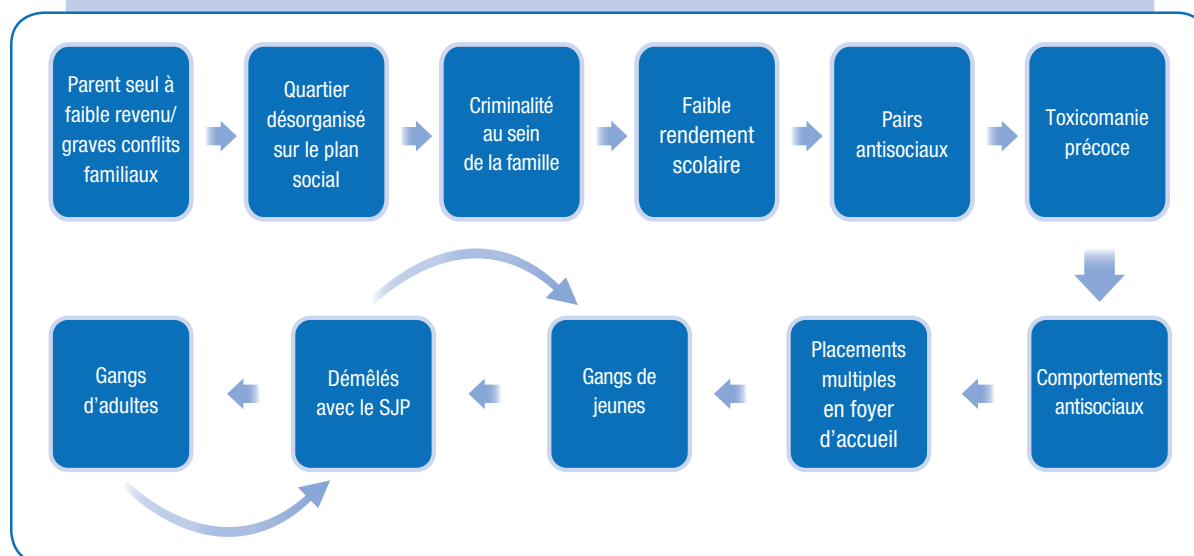 Parent seul à
faible revenu/
graves conflits
familiaux
Quartier
désorganisé
sur le plan
social
Criminalité
au sein
de la famille
Faible
rendement
scolaire
Pairs
antisociaux
Toxicomanie
précoce
Comportements
antisociaux
Placements
multiples
en foyer
d’accueil
Gangs de
jeunes
Démêlés
avec le SJP
Gangs
d’adultes